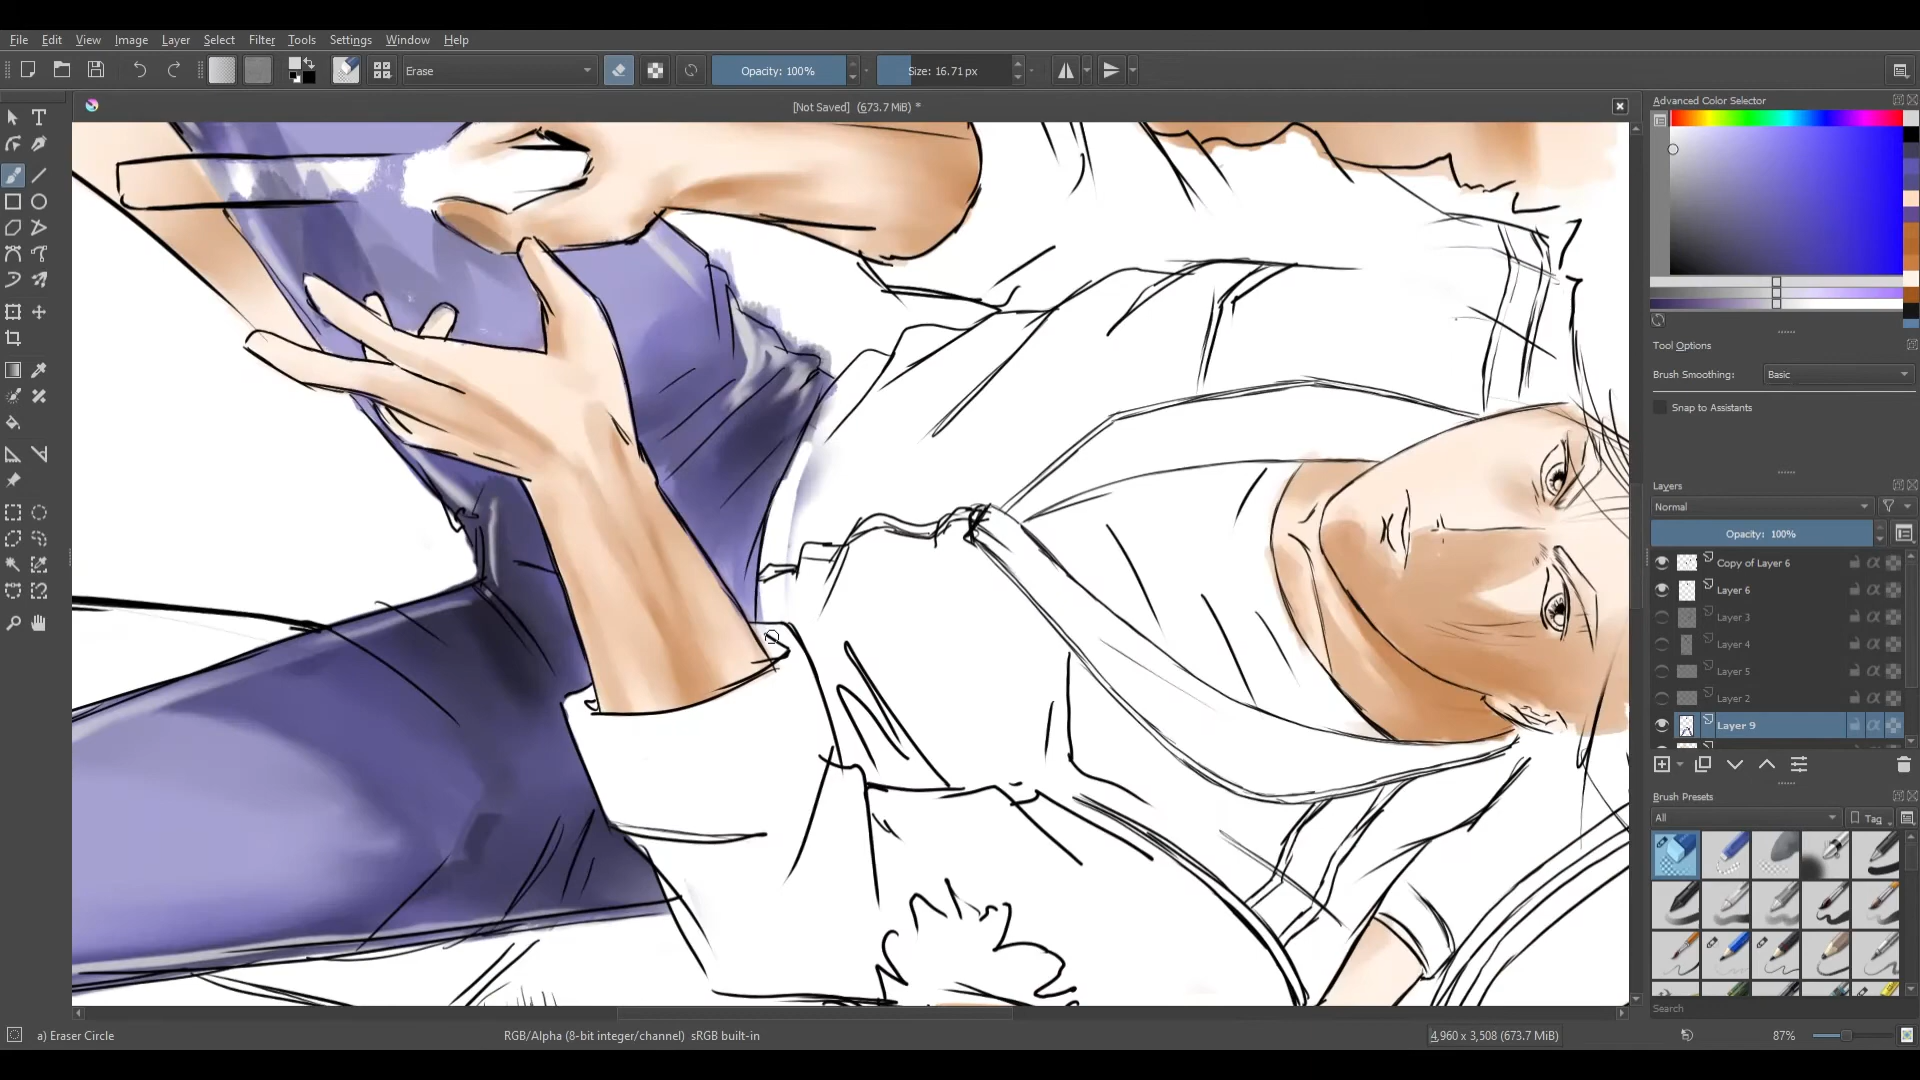 File Edit View Image Layer Select Filter Tools Settings Window Help
Erase Opacity: 100% Size: 16.71 px
[Not Saved] (673.7 MiB) *
Advanced Color Selector
Tool Options
Brush Smoothing: Basic
Snap to Assistants
Layers
Normal
Opacity: 100%
Copy of Layer 6
Layer 6
Layer 3
Layer 4
Layer 5
Layer 2
Layer 9
Brush Presets
All Tag
Search
a) Eraser Circle RGB/Alpha (8-bit integer/channel) sRGB built-in 4,960 x 3,508 (673.7 MiB) 87%